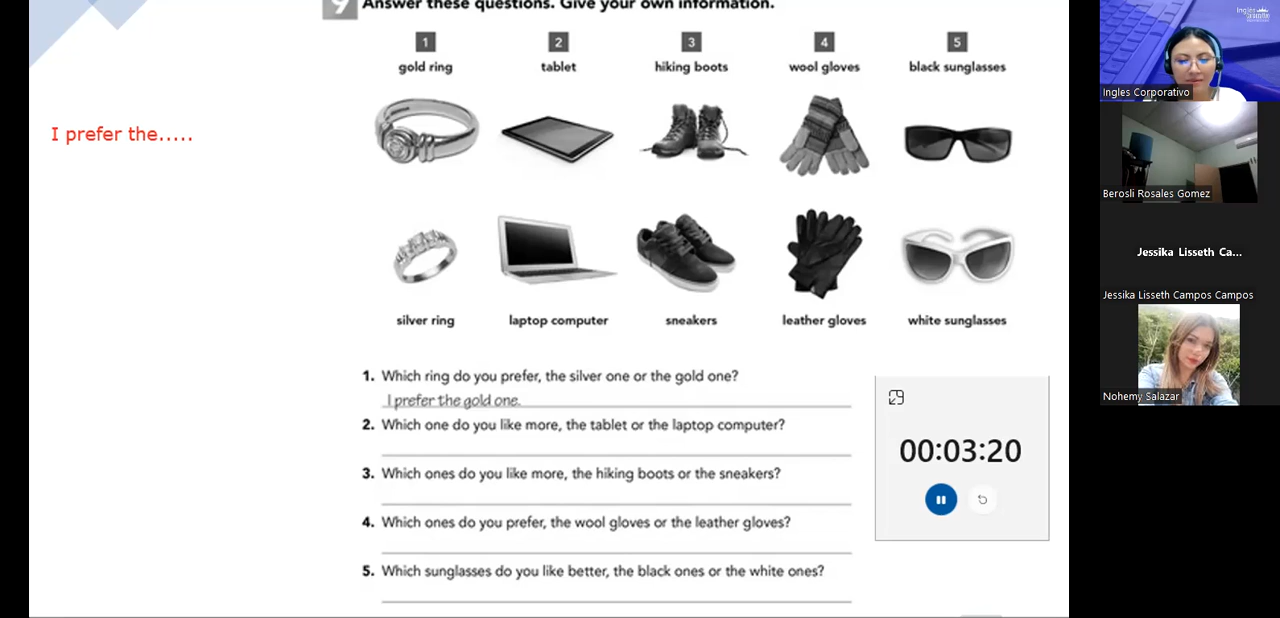 9 Answer these questions. Give your own information.
1 2 3 4 5
gold ring tablet hiking boots wool gloves black sunglasses
I prefer the.....
silver ring laptop computer sneakers leather gloves white sunglasses
1. Which ring do you prefer, the silver one or the gold one?
I prefer the gold one.
2. Which one do you like more, the tablet or the laptop computer?
3. Which ones do you like more, the hiking boots or the sneakers?
4. Which ones do you prefer, the wool gloves or the leather gloves?
5. Which sunglasses do you like better, the black ones or the white ones?
00:03:20
Ingles Corporativo
Berosli Rosales Gomez
Jessika Lisseth Ca...
Jessika Lisseth Campos Campos
Nohemy Salazar